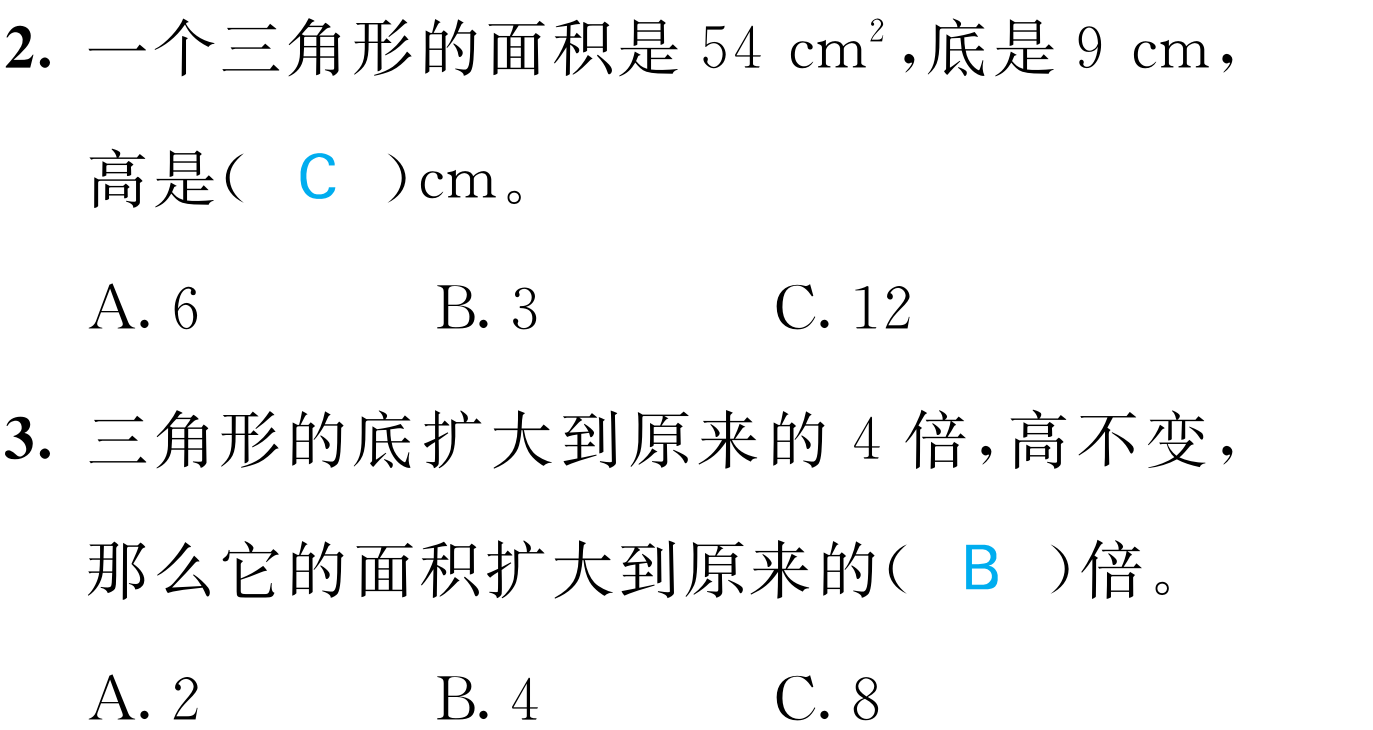 2. 一个三角形的面积是 54 cm²,底是 9 cm,
高是( C )cm。
A. 6 B. 3 C. 12
3. 三角形的底扩大到原来的 4 倍,高不变,
那么它的面积扩大到原来的( B )倍。
A. 2 B. 4 C. 8